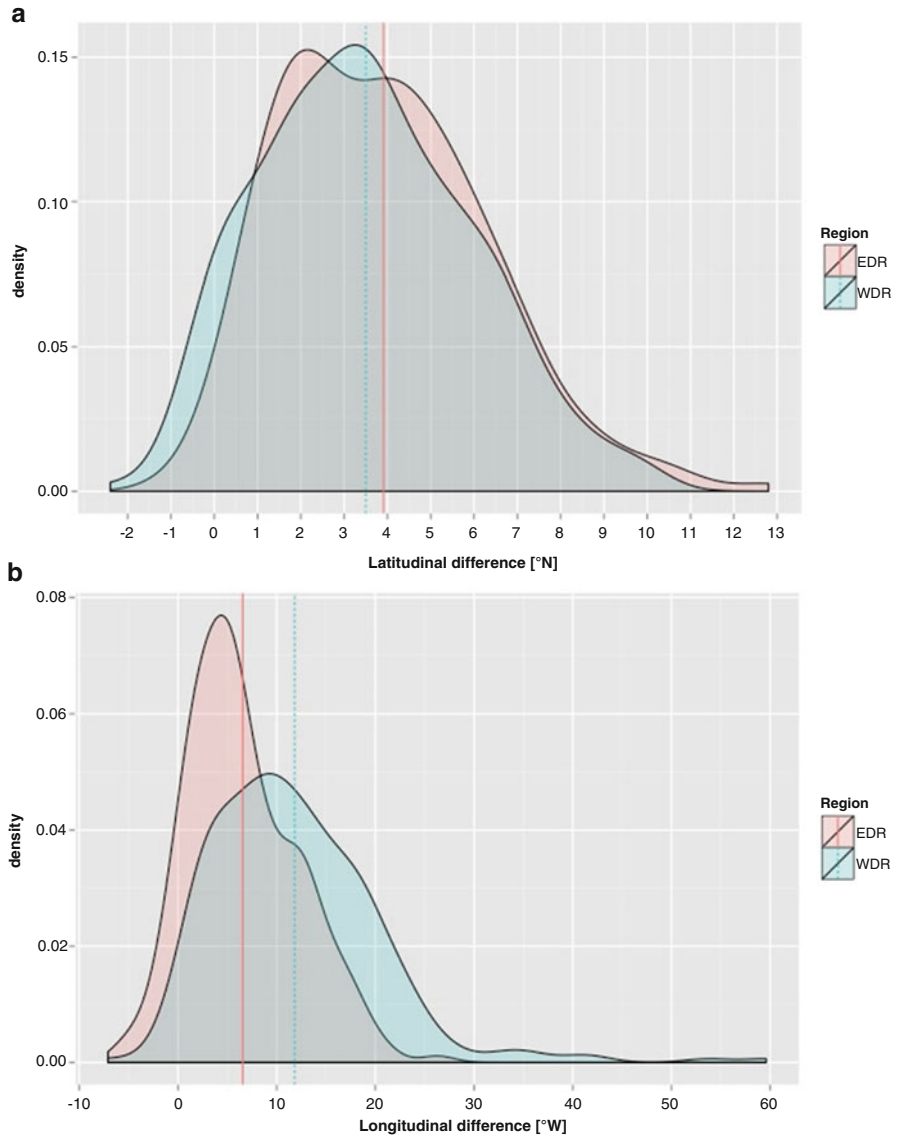 a
0.15
0.10
0.05
0.00
density
-2 -1 0 1 2 3 4 5 6 7 8 9 10 11 12 13
Latitudinal difference [°N]
Region
EDR
WDR
b
0.08
0.06
0.04
0.02
0.00
density
-10 0 10 20 30 40 50 60
Longitudinal difference [°W]
Region
EDR
WDR